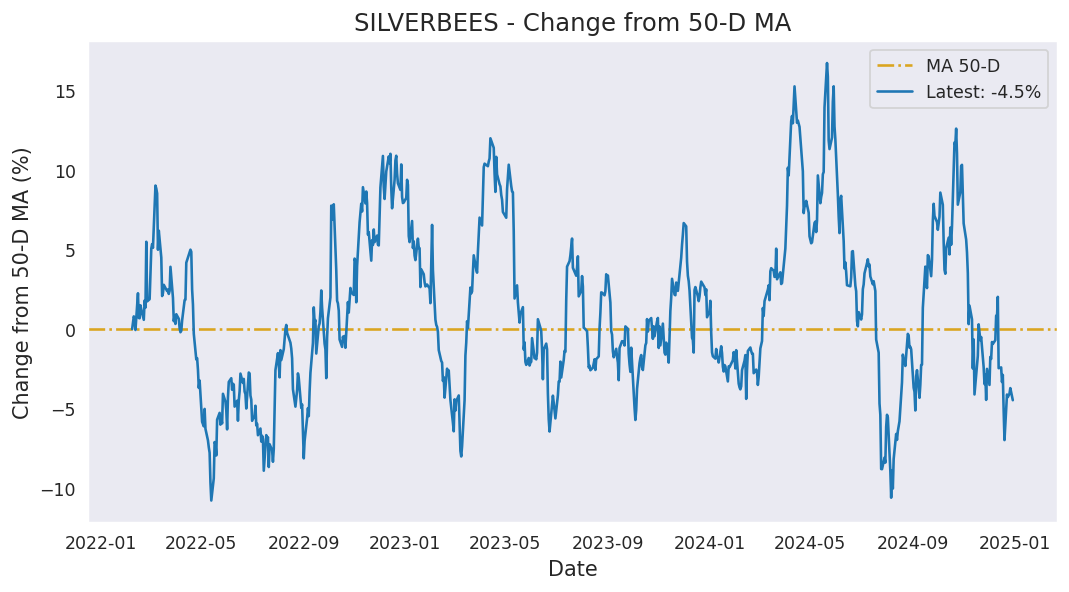 SILVERBEES - Change from 50-D MA
MA 50-D
Latest: -4.5%
Change from 50-D MA (%)
15
10
5
0
−5
−10
2022-01 2022-05 2022-09 2023-01 2023-05 2023-09 2024-01 2024-05 2024-09 2025-01
Date